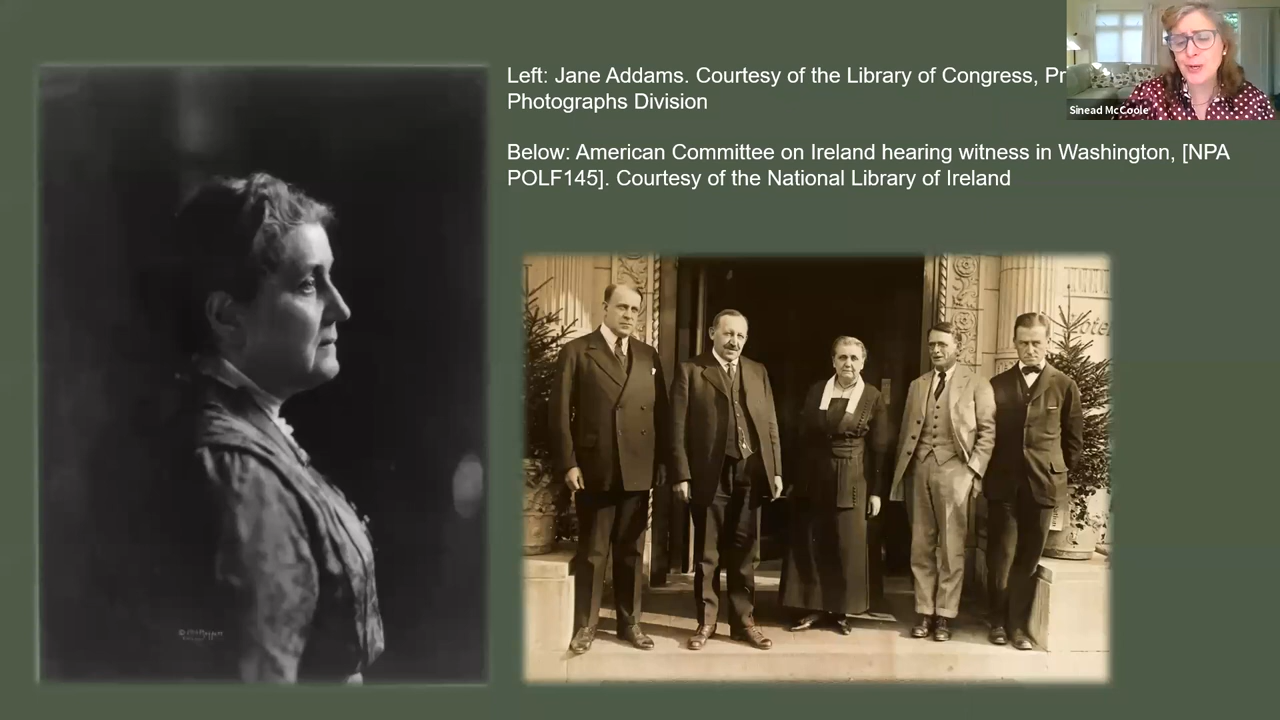 Left: Jane Addams. Courtesy of the Library of Congress, Pr
Photographs Division
Below: American Committee on Ireland hearing witness in Washington, [NPA
POLF145]. Courtesy of the National Library of Ireland
Sinead McCoole